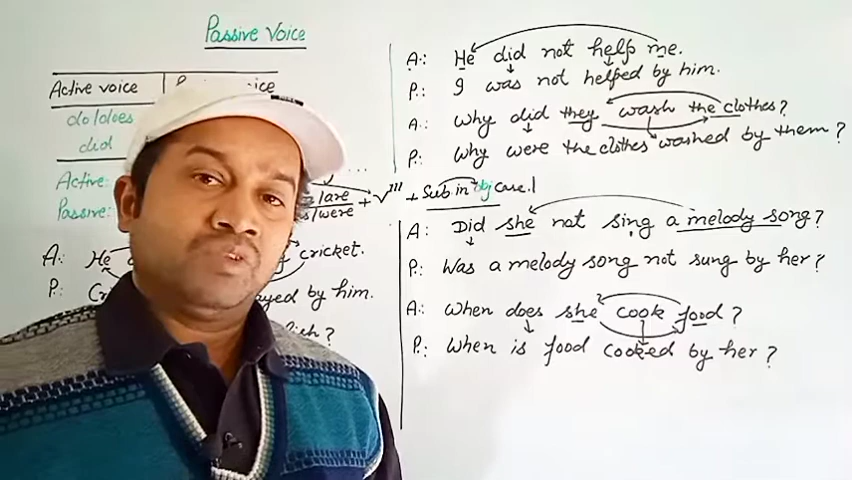 Passive Voice
Active voice
do/does
did
Active:
Passive:
is/are
was/were + V''' + Sub in obj case.
A: He cricket.
P: played by him.
A: He did not help me.
P: I was not helped by him.
A: Why did they wash the clothes?
P: Why were the clothes washed by them?
A: Did she not sing a melody song?
P: Was a melody song not sung by her?
A: When does she cook food?
P: When is food cooked by her?